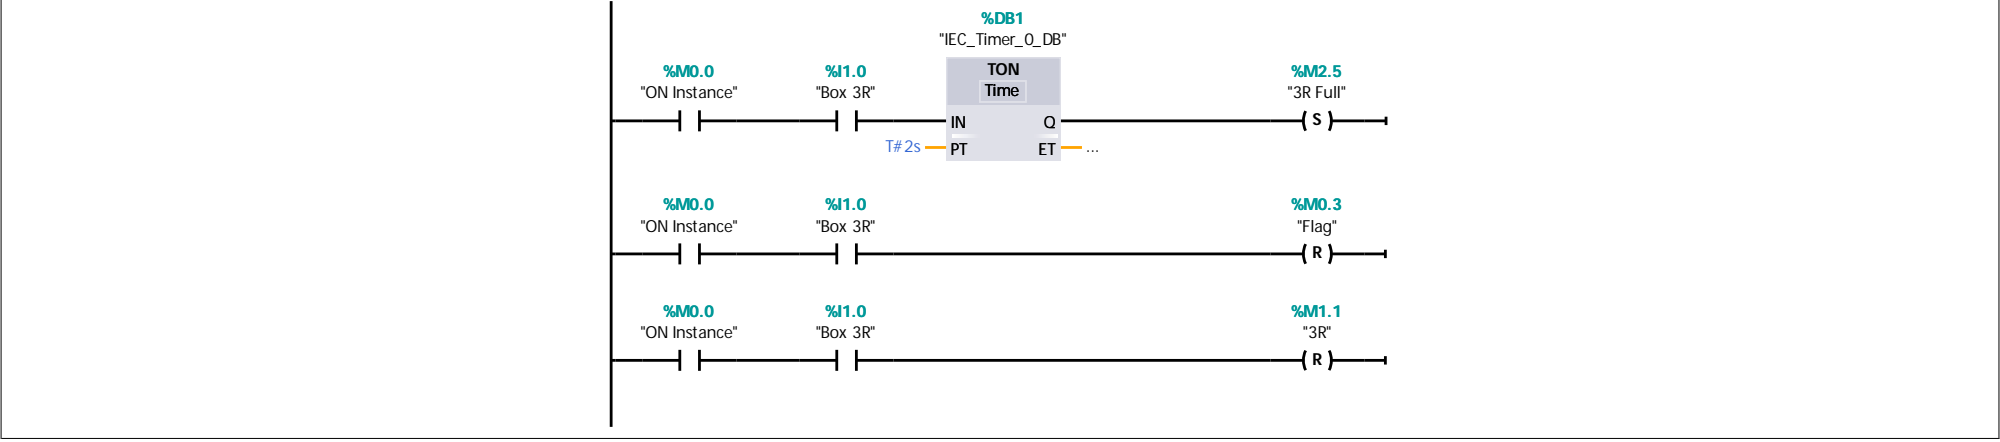 %DB1
"IEC_Timer_0_DB"
%M0.0 %I1.0 TON %M2.5
"ON Instance" "Box 3R" Time "3R Full"
IN Q S
T#2s PT ET ...
%M0.0 %I1.0 %M0.3
"ON Instance" "Box 3R" "Flag"
R
%M0.0 %I1.0 %M1.1
"ON Instance" "Box 3R" "3R"
R